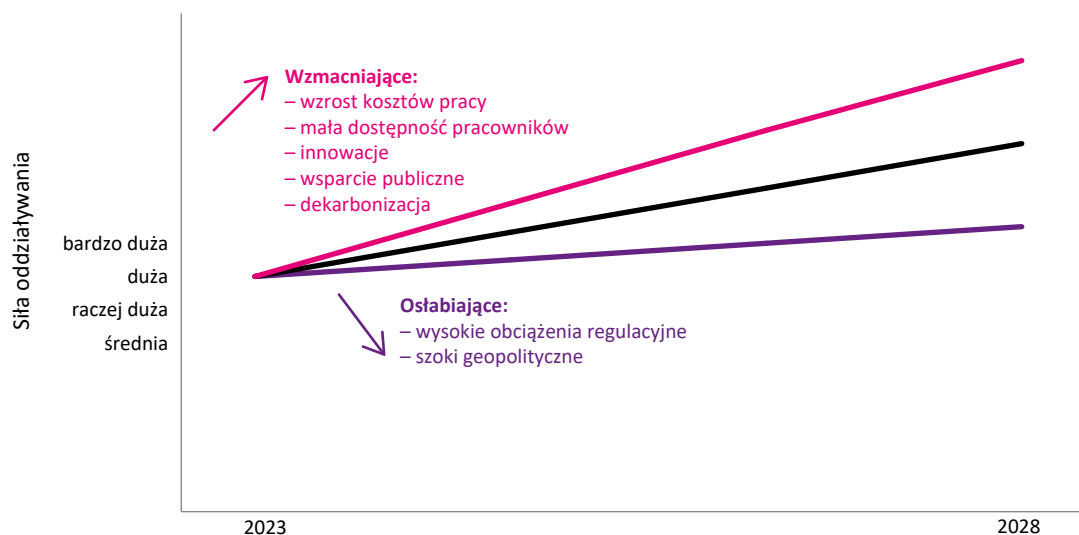 Siła oddziaływania
Wzmacniające:
– wzrost kosztów pracy
– mała dostępność pracowników
– innowacje
– wsparcie publiczne
– dekarbonizacja
bardzo duża
duża
raczej duża
średnia
Osłabiające:
– wysokie obciążenia regulacyjne
– szoki geopolityczne
2023
2028